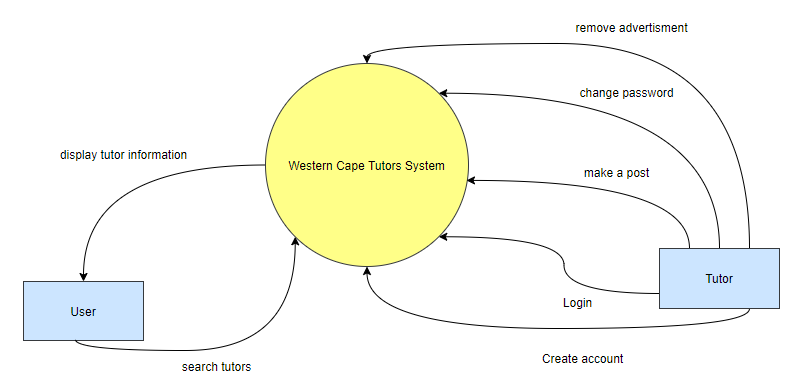 remove advertisment
change password
display tutor information
Western Cape Tutors System
make a post
Tutor
Login
User
Create account
search tutors